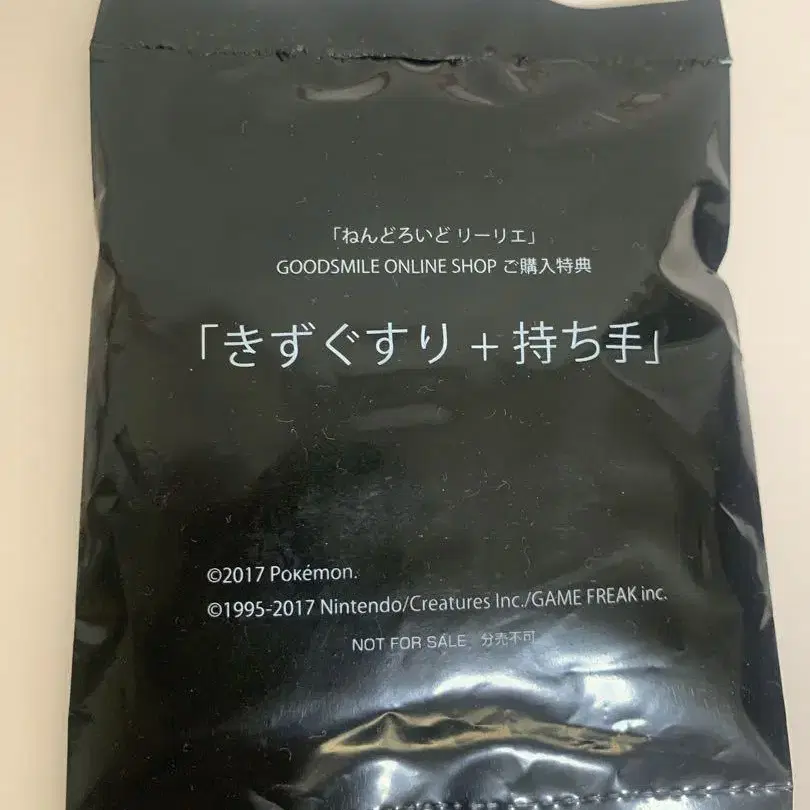 「ねんどろいど リーリエ」
GOODSMILE ONLINE SHOP ご購入特典
「きずぐすり + 持ち手」
©2017 Pokémon.
©1995-2017 Nintendo/Creatures Inc./GAME FREAK inc.
NOT FOR SALE 分売不可